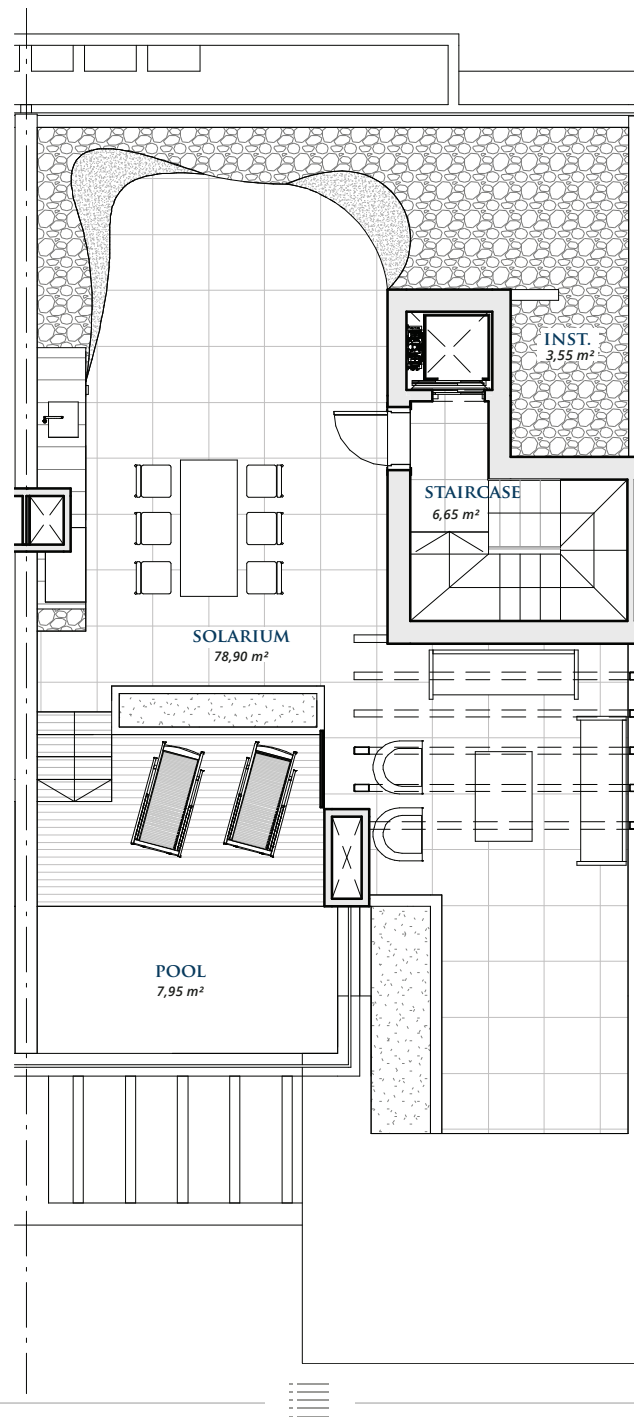 INST.
3,55 m²
STAIRCASE
6,65 m²
SOLARIUM
78,90 m²
POOL
7,95 m²